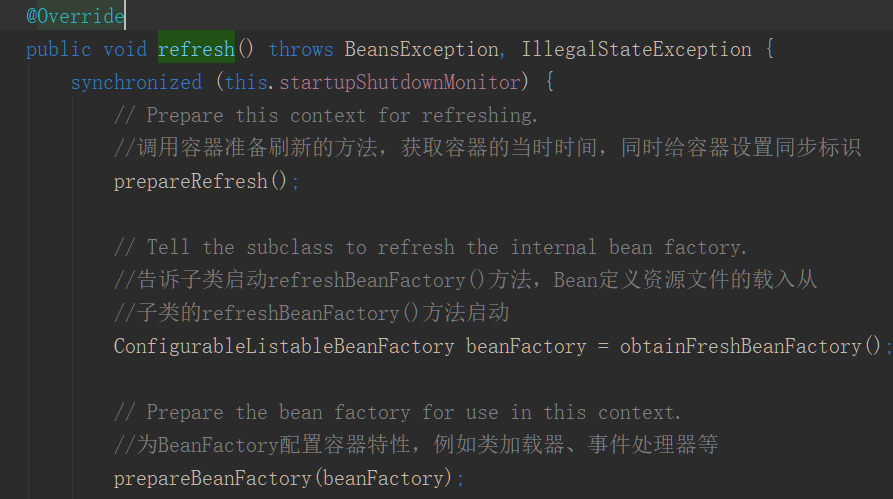 @Override
public void refresh() throws BeansException, IllegalStateException {
synchronized (this.startupShutdownMonitor) {
// Prepare this context for refreshing.
//调用容器准备刷新的方法，获取容器的当时时间，同时给容器设置同步标识
prepareRefresh();
// Tell the subclass to refresh the internal bean factory.
//告诉子类启动refreshBeanFactory()方法，Bean定义资源文件的载入从
//子类的refreshBeanFactory()方法启动
ConfigurableListableBeanFactory beanFactory = obtainFreshBeanFactory();
// Prepare the bean factory for use in this context.
//为BeanFactory配置容器特性，例如类加载器、事件处理器等
prepareBeanFactory(beanFactory);